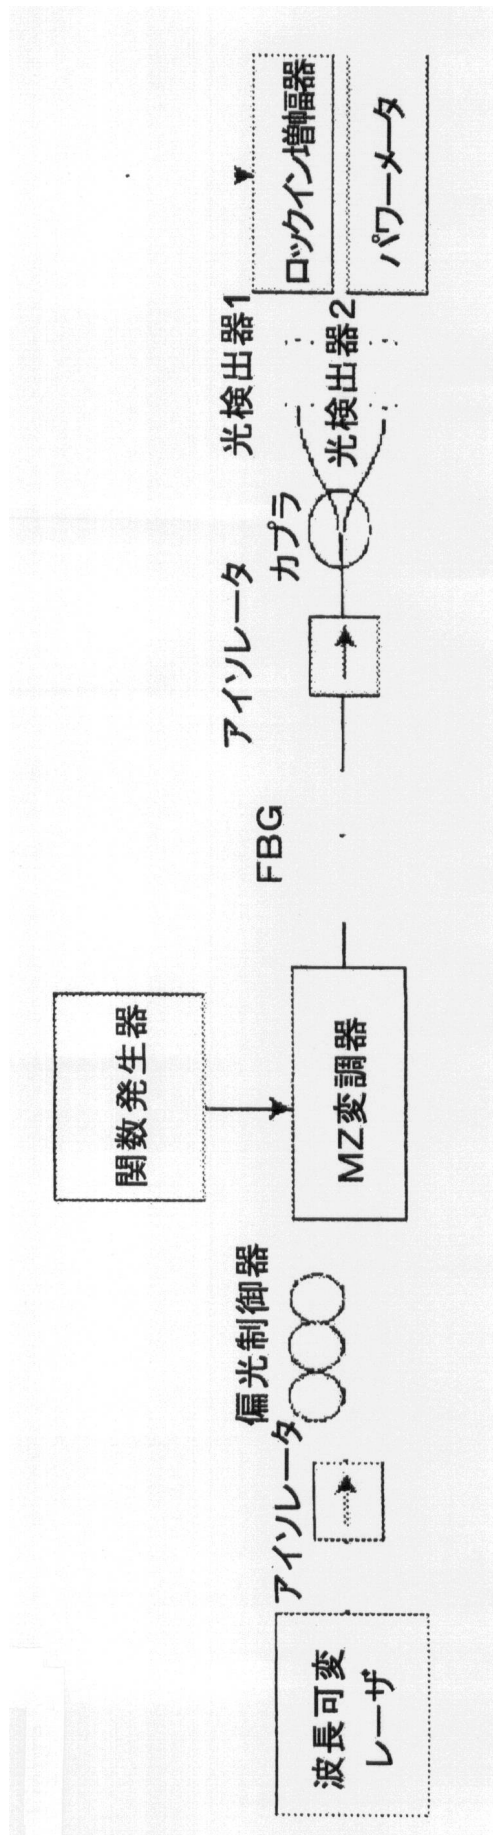 波長可変
レーザ
アイソレータ
偏光制御器
関数発生器
MZ変調器
FBG
アイソレータ
カプラ
光検出器1
光検出器2
ロックイン増幅器
パワーメータ